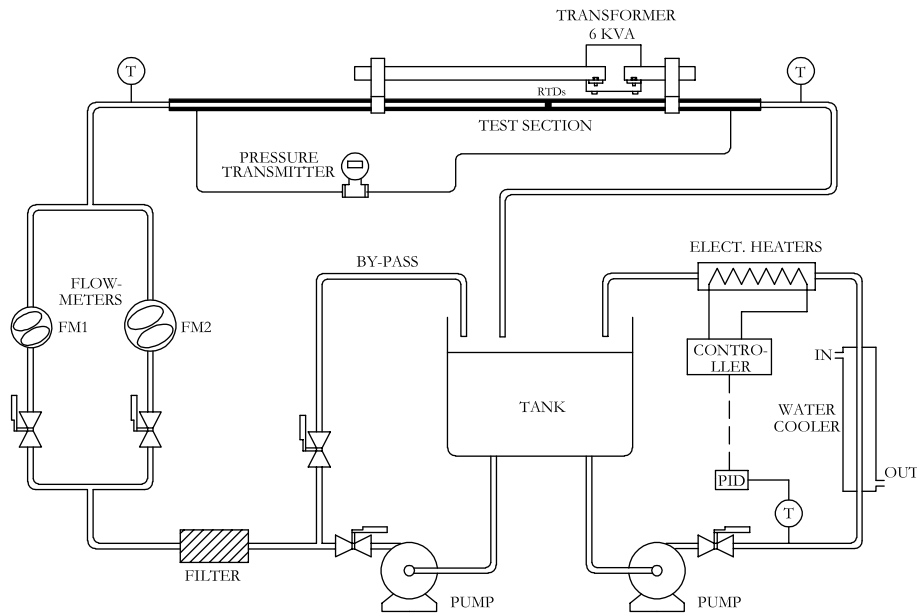 TRANSFORMER
6 KVA
T
T
RTDs
TEST SECTION
PRESSURE
TRANSMITTER
ELECT. HEATERS
BY-PASS
FLOW-
METERS
FM1
FM2
CONTRO-
LLER
IN
TANK
WATER
COOLER
OUT
PID
T
FILTER
PUMP
PUMP